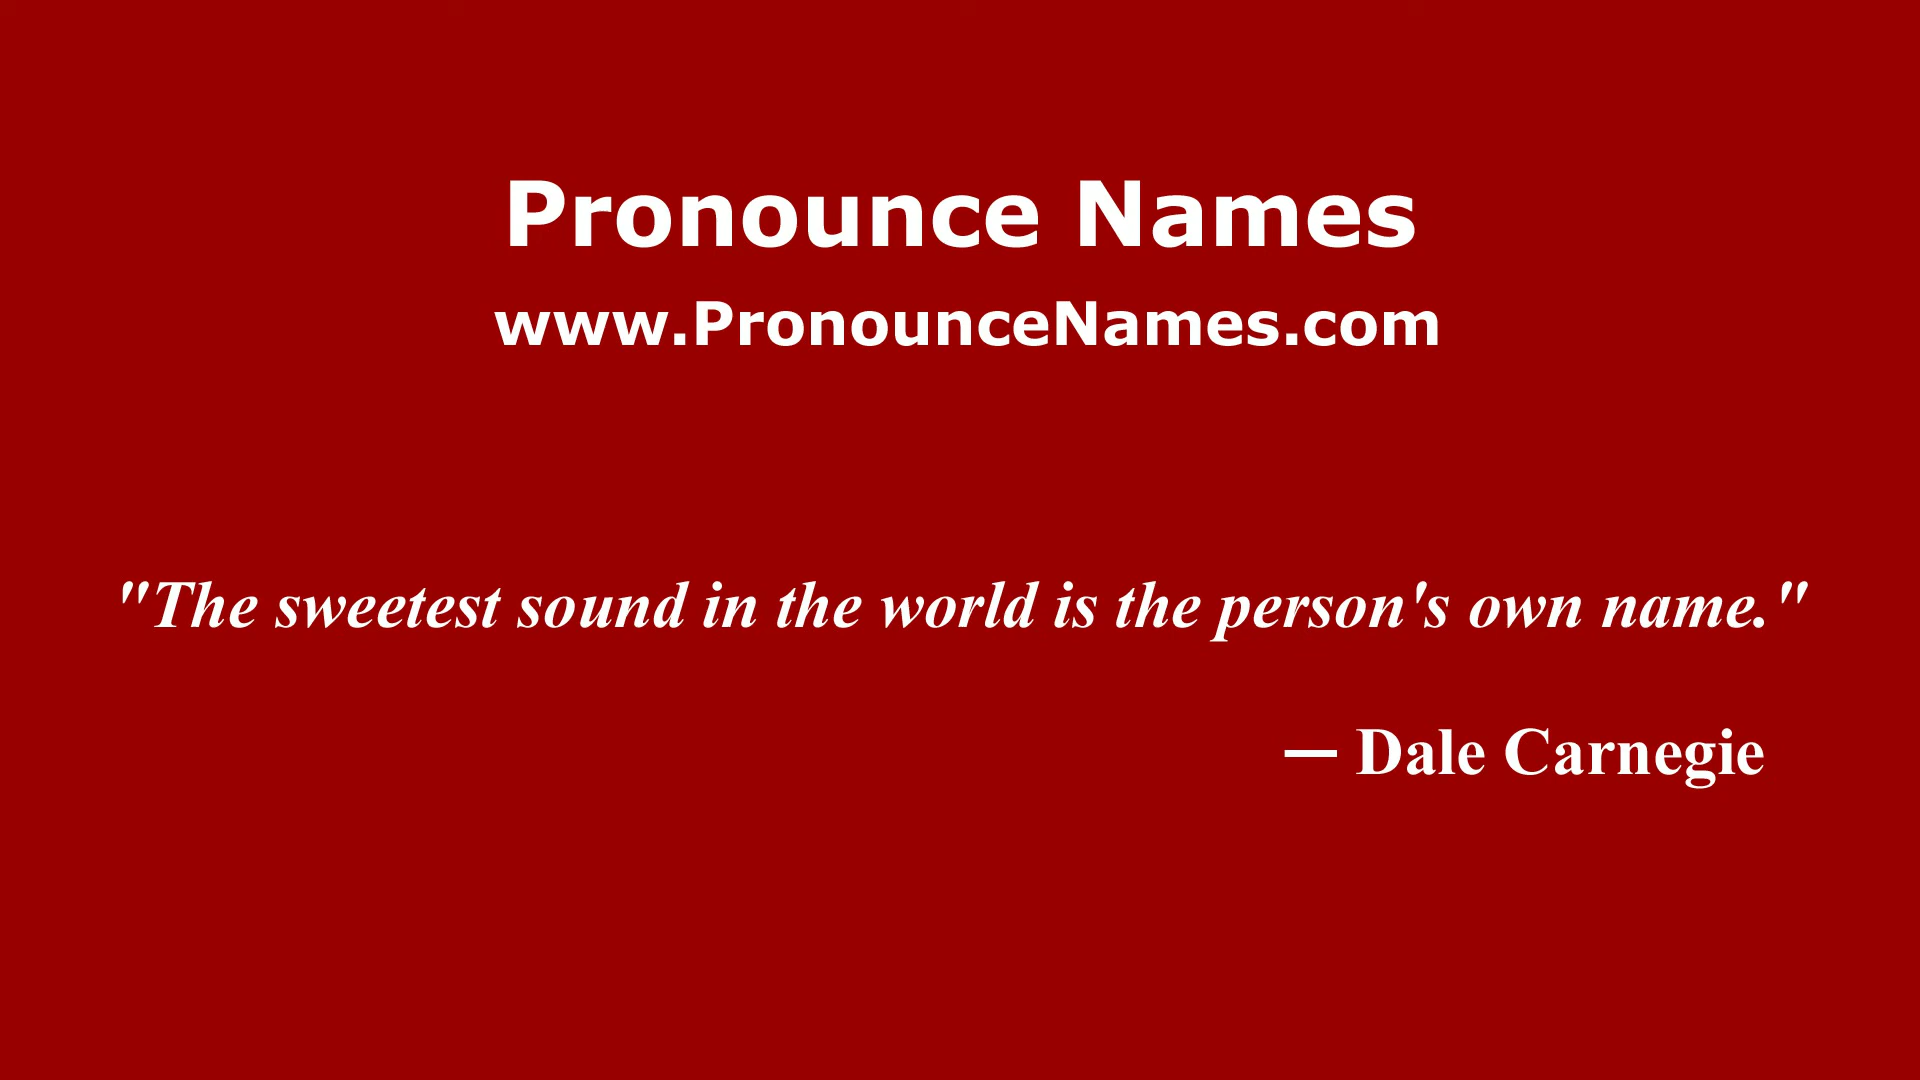 Pronounce Names
www.PronounceNames.com
"The sweetest sound in the world is the person's own name."
— Dale Carnegie